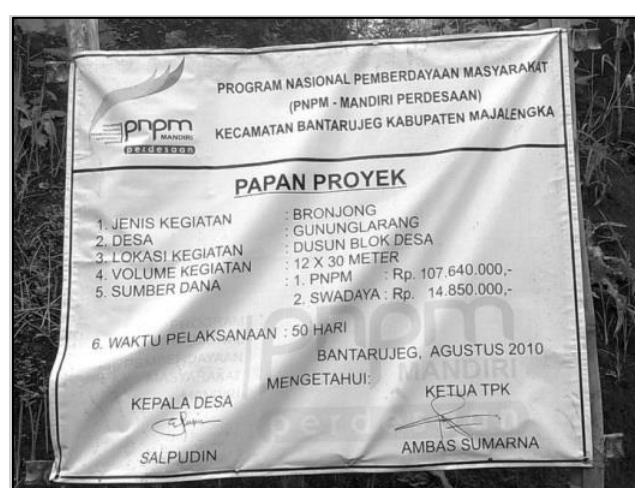 PROGRAM NASIONAL PEMBERDAYAAN MASYARAKAT
(PNPM - MANDIRI PERDESAAN)
KECAMATAN BANTARUJEG KABUPATEN MAJALENGKA
pnpm
MANDIRI
perdesaan
PAPAN PROYEK
1. JENIS KEGIATAN : BRONJONG
2. DESA : GUNUNGLARANG
3. LOKASI KEGIATAN : DUSUN BLOK DESA
4. VOLUME KEGIATAN : 12 X 30 METER
5. SUMBER DANA : 1. PNPM : Rp. 107.640.000,-
2. SWADAYA : Rp. 14.850.000,-
6. WAKTU PELAKSANAAN : 50 HARI
BANTARUJEG, AGUSTUS 2010
MENGETAHUI:
KEPALA DESA KETUA TPK
SALPUDIN AMBAS SUMARNA
pnpm
MANDIRI
perdesaan